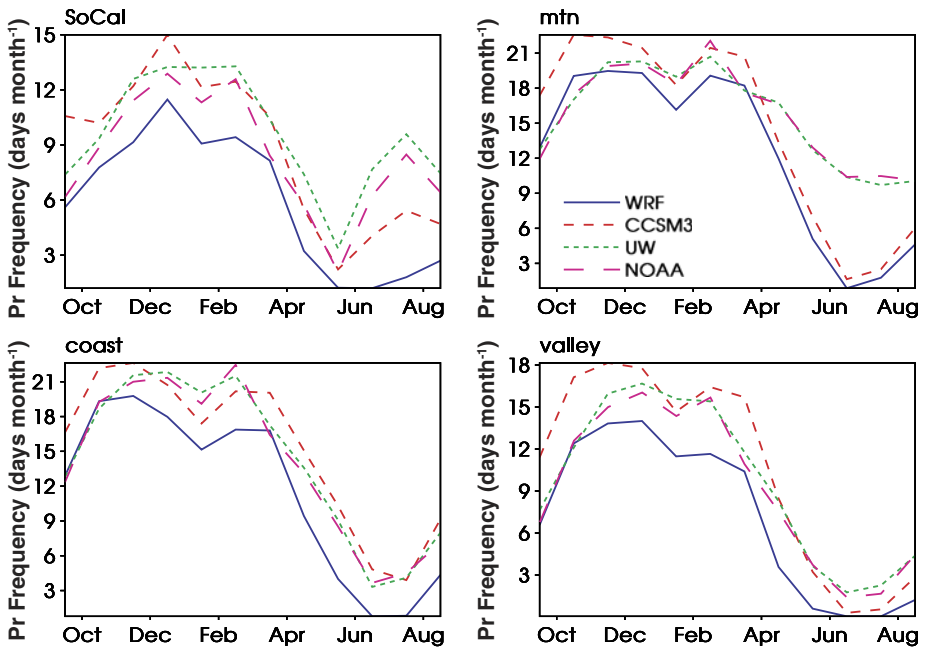 SoCal
Pr Frequency (days month⁻¹)
15
12
9
6
3
Oct Dec Feb Apr Jun Aug
mtn
Pr Frequency (days month⁻¹)
21
18
15
12
9
6
3
WRF
CCSM3
UW
NOAA
Oct Dec Feb Apr Jun Aug
coast
Pr Frequency (days month⁻¹)
21
18
15
12
9
6
3
Oct Dec Feb Apr Jun Aug
valley
Pr Frequency (days month⁻¹)
18
15
12
9
6
3
Oct Dec Feb Apr Jun Aug